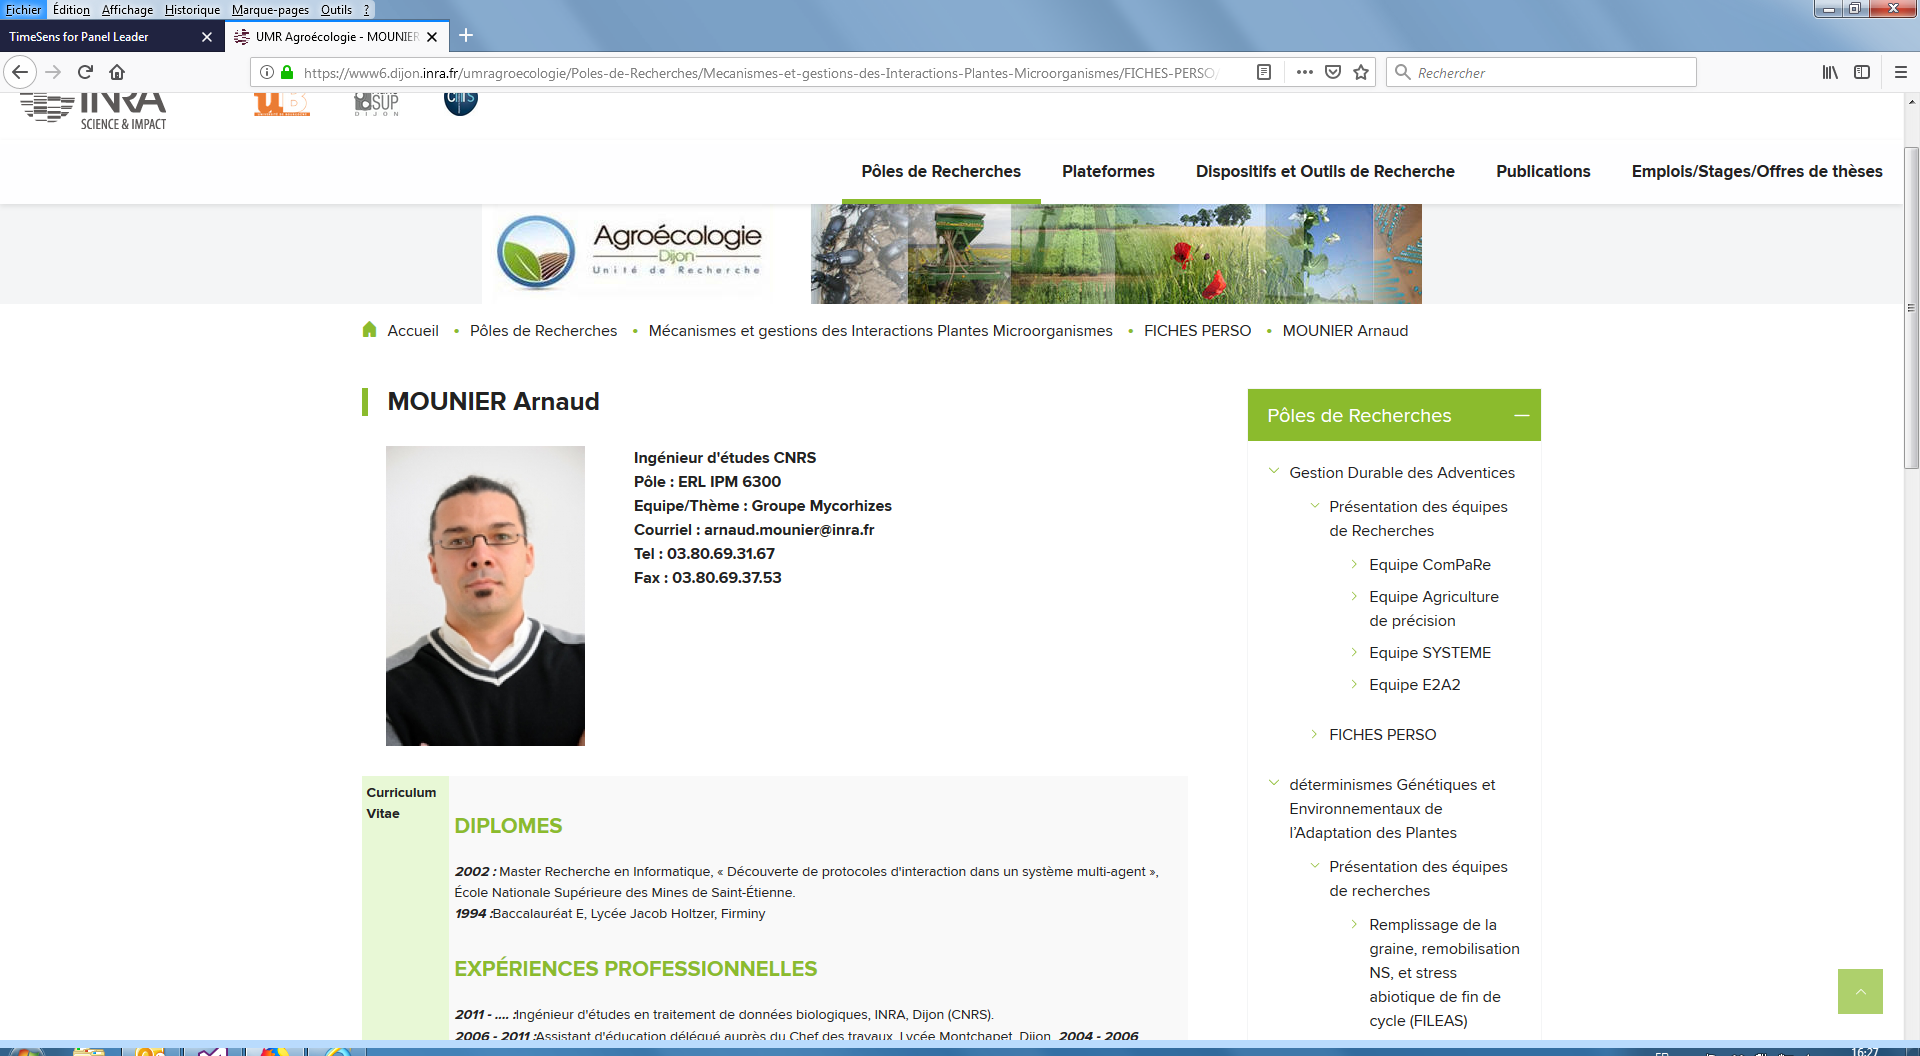 Fichier Édition Affichage Historique Marque-pages Outils ?
TimeSens for Panel Leader
UMR Agroécologie - MOUNIER
https://www6.dijon.inra.fr/umragroecologie/Poles-de-Recherches/Mecanismes-et-gestions-des-Interactions-Plantes-Microorganismes/FICHES-PERSO/
Rechercher
INRA
SCIENCE & IMPACT
uB
SUP
DIJON
cnrs
Pôles de Recherches
Plateformes
Dispositifs et Outils de Recherche
Publications
Emplois/Stages/Offres de thèses
Agroécologie
Dijon
Unité de Recherche
Accueil • Pôles de Recherches • Mécanismes et gestions des Interactions Plantes Microorganismes • FICHES PERSO • MOUNIER Arnaud
MOUNIER Arnaud
Ingénieur d'études CNRS
Pôle : ERL IPM 6300
Equipe/Thème : Groupe Mycorhizes
Courriel : arnaud.mounier@inra.fr
Tel : 03.80.69.31.67
Fax : 03.80.69.37.53
Curriculum
Vitae
DIPLOMES
2002 : Master Recherche en Informatique, « Découverte de protocoles d'interaction dans un système multi-agent »,
École Nationale Supérieure des Mines de Saint-Étienne.
1994 :Baccalauréat E, Lycée Jacob Holtzer, Firminy
EXPÉRIENCES PROFESSIONNELLES
2011 - .... :Ingénieur d'études en traitement de données biologiques, INRA, Dijon (CNRS).
2006 - 2011 :Assistant d'éducation délégué auprès du Chef des travaux, Lycée Montchapet, Dijon. 2004 - 2006
Pôles de Recherches
Gestion Durable des Adventices
Présentation des équipes
de Recherches
Equipe ComPaRe
Equipe Agriculture
de précision
Equipe SYSTEME
Equipe E2A2
FICHES PERSO
déterminismes Génétiques et
Environnementaux de
l'Adaptation des Plantes
Présentation des équipes
de recherches
Remplissage de la
graine, remobilisation
NS, et stress
abiotique de fin de
cycle (FILEAS)
FR
16:27